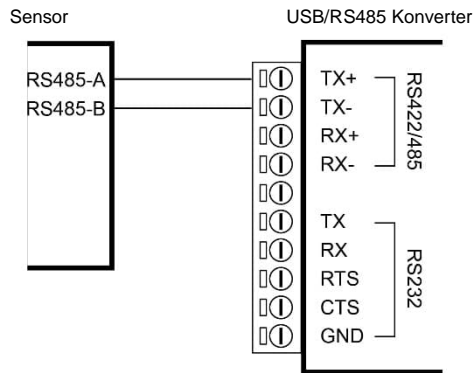 Sensor
USB/RS485 Konverter
RS485-A
RS485-B
TX+
TX-
RX+
RX-
RS422/485
TX
RX
RTS
CTS
GND
RS232